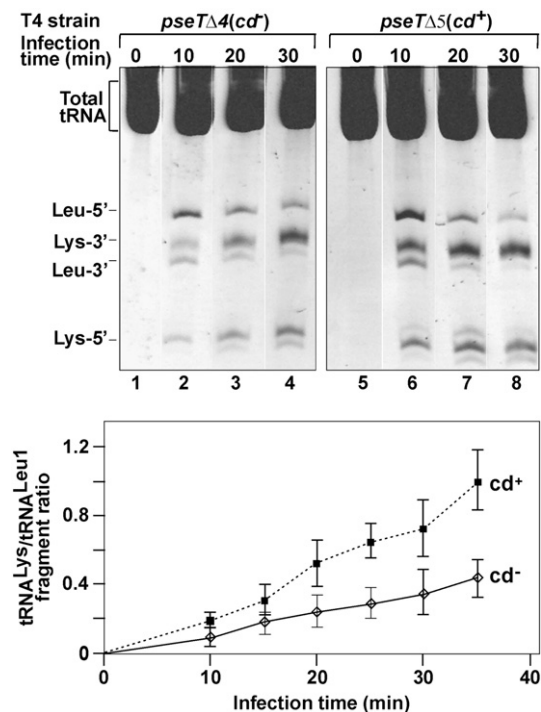 T4 strain pseTΔ4(cd-) pseTΔ5(cd+)
Infection time (min) 0 10 20 30 0 10 20 30
Total tRNA
Leu-5'
Lys-3'
Leu-3'
Lys-5'
1 2 3 4 5 6 7 8
tRNALys/tRNALeu1 fragment ratio
1.2
0.8
0.4
0
cd+
cd-
0 10 20 30 40
Infection time (min)